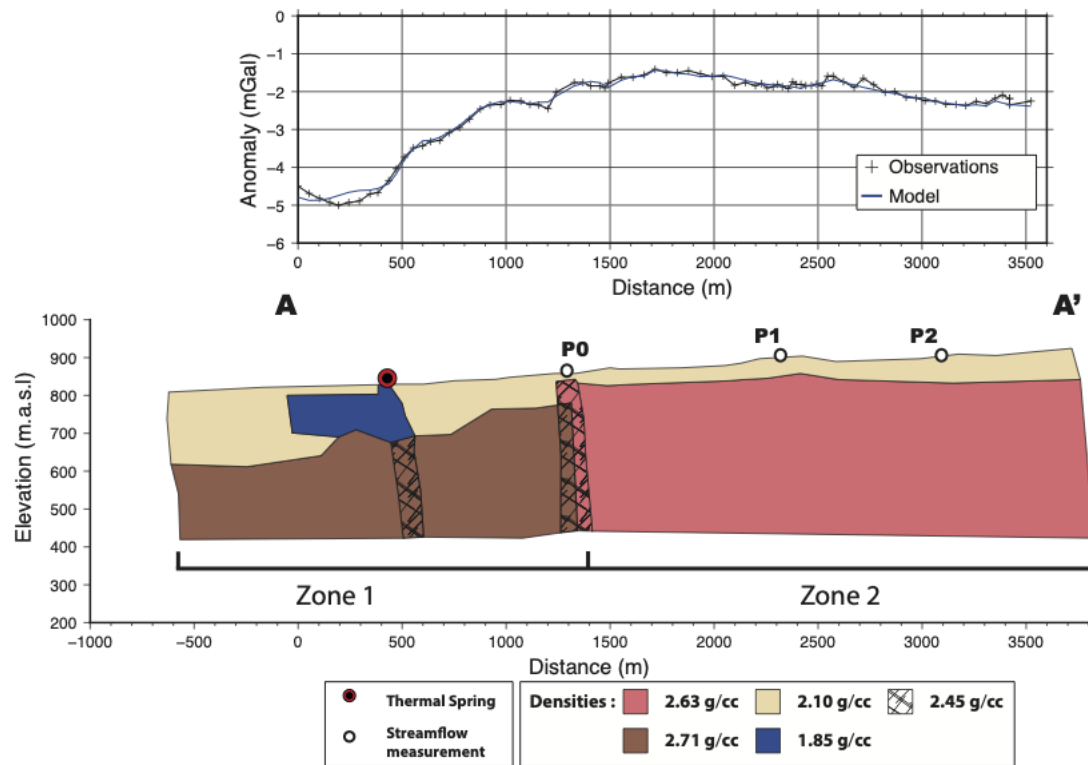 −0
−1
−2
−3
−4
−5
−6
Anomaly (mGal)
Observations
Model
0 500 1000 1500 2000 2500 3000 3500
Distance (m)
A A'
1000
900
800
700
600
500
400
300
200
Elevation (m.a.s.l)
P0 P1 P2
Zone 1 Zone 2
−1000 −500 0 500 1000 1500 2000 2500 3000 3500
Distance (m)
Thermal Spring
Streamflow
measurement
Densities : 2.63 g/cc 2.10 g/cc 2.45 g/cc
2.71 g/cc 1.85 g/cc